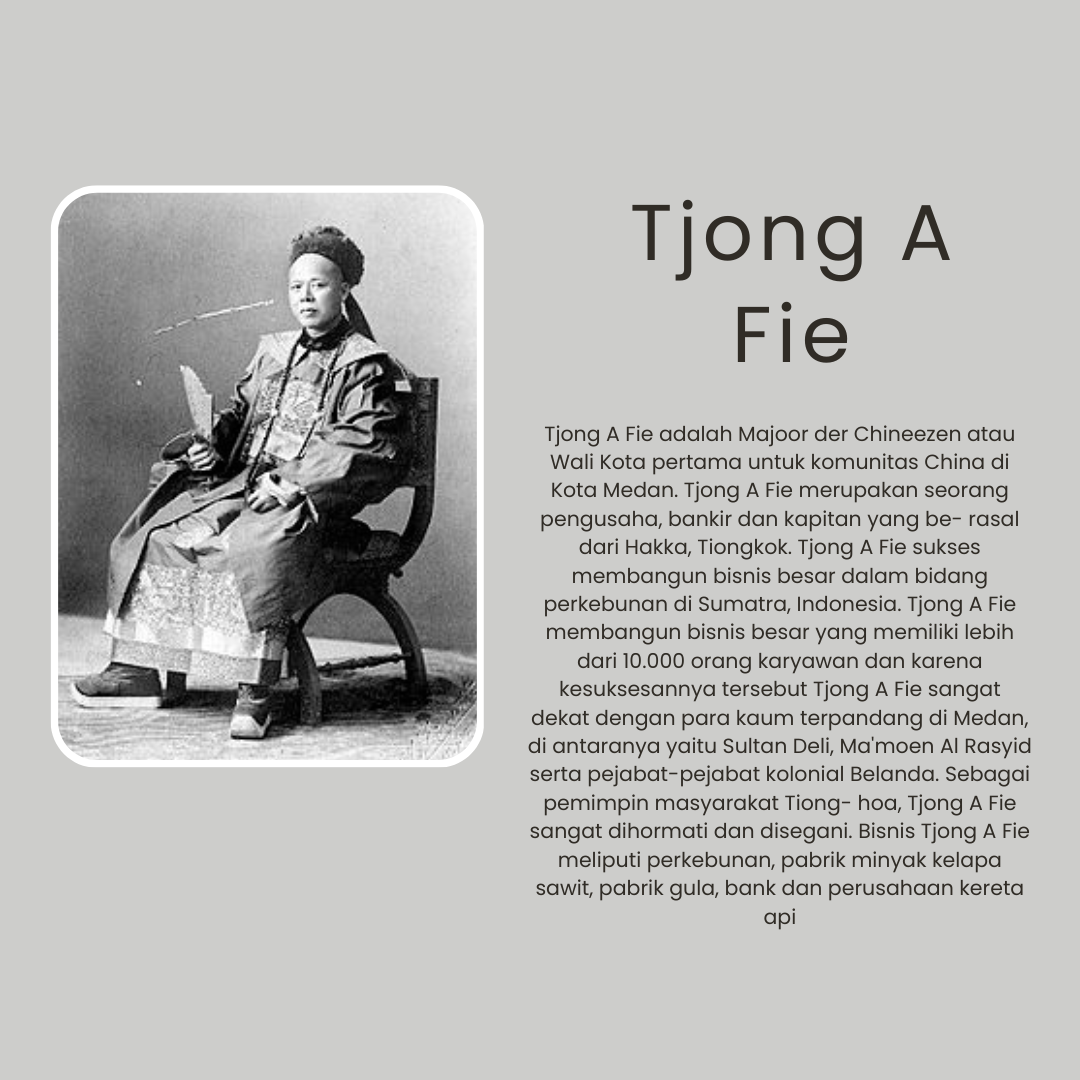 Tjong A
Fie
Tjong A Fie adalah Majoor der Chineezen atau
Wali Kota pertama untuk komunitas China di
Kota Medan. Tjong A Fie merupakan seorang
pengusaha, bankir dan kapitan yang be- rasal
dari Hakka, Tiongkok. Tjong A Fie sukses
membangun bisnis besar dalam bidang
perkebunan di Sumatra, Indonesia. Tjong A Fie
membangun bisnis besar yang memiliki lebih
dari 10.000 orang karyawan dan karena
kesuksesannya tersebut Tjong A Fie sangat
dekat dengan para kaum terpandang di Medan,
di antaranya yaitu Sultan Deli, Ma'moen Al Rasyid
serta pejabat-pejabat kolonial Belanda. Sebagai
pemimpin masyarakat Tiong- hoa, Tjong A Fie
sangat dihormati dan disegani. Bisnis Tjong A Fie
meliputi perkebunan, pabrik minyak kelapa
sawit, pabrik gula, bank dan perusahaan kereta
api